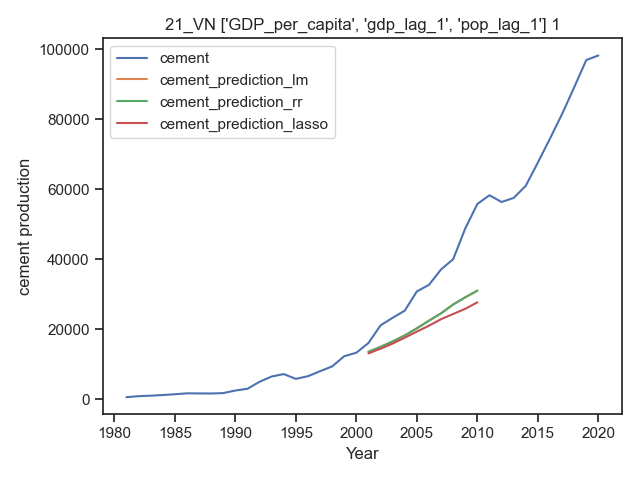 21_VN ['GDP_per_capita', 'gdp_lag_1', 'pop_lag_1'] 1
100000
80000
60000
40000
20000
0
cement production
cement
cement_prediction_lm
cement_prediction_rr
cement_prediction_lasso
1980 1985 1990 1995 2000 2005 2010 2015 2020
Year